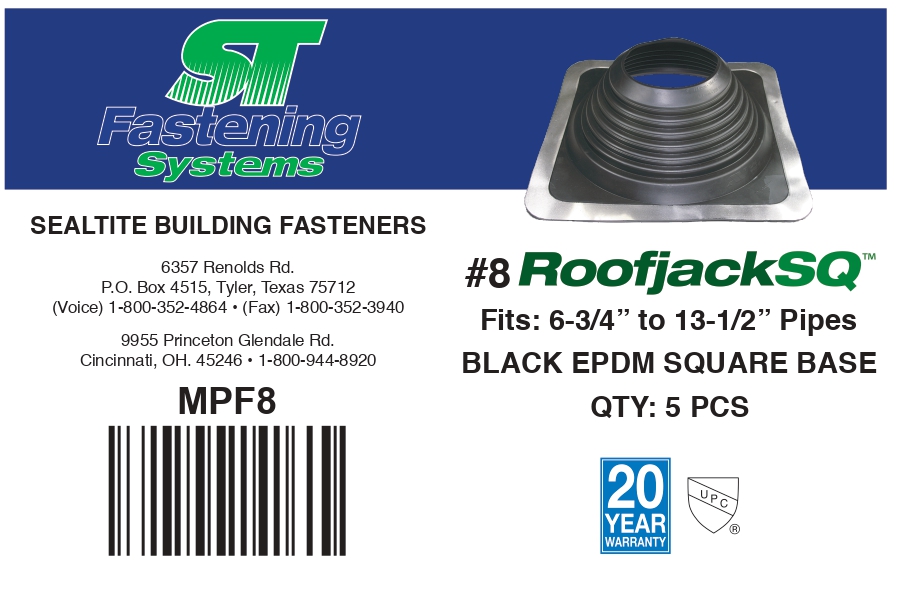 ST
Fastening
Systems
SEALTITE BUILDING FASTENERS
6357 Renolds Rd.
P.O. Box 4515, Tyler, Texas 75712
(Voice) 1-800-352-4864 • (Fax) 1-800-352-3940
9955 Princeton Glendale Rd.
Cincinnati, OH. 45246 • 1-800-944-8920
MPF8
#8 RoofjackSQ™
Fits: 6-3/4” to 13-1/2” Pipes
BLACK EPDM SQUARE BASE
QTY: 5 PCS
20
YEAR
WARRANTY
UPC
®